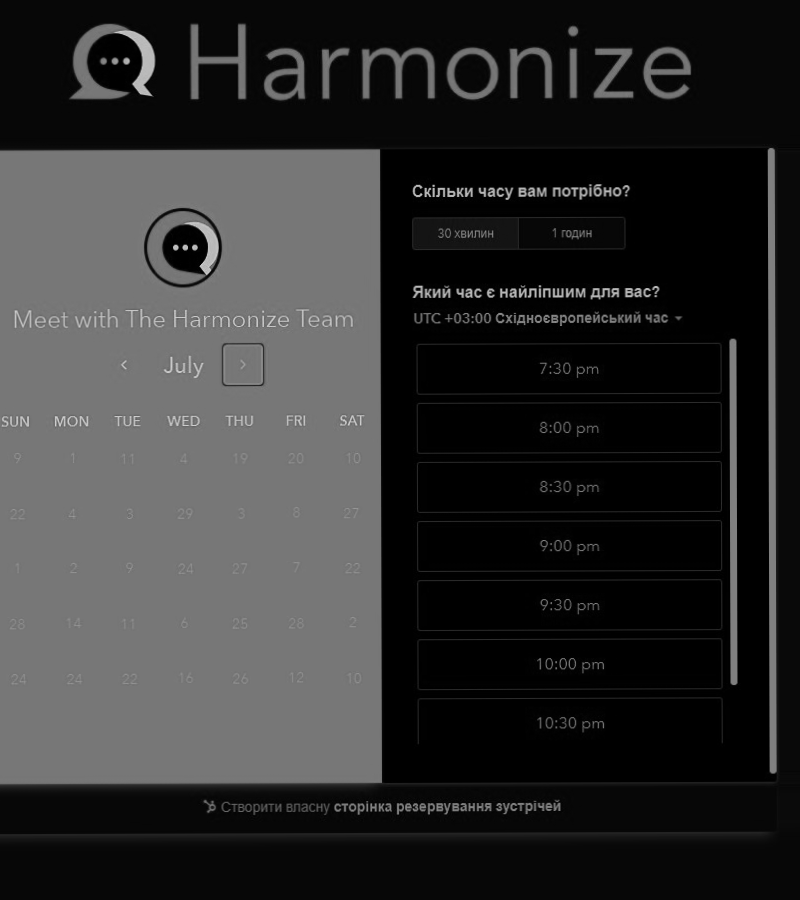 Harmonize
Meet with The Harmonize Team
July
SUN MON TUE WED THU FRI SAT
9 1 11 4 19 20 10
22 4 3 29 3 8 27
1 2 9 24 27 7 22
28 14 11 6 25 28 2
24 24 22 16 26 12 10
Скільки часу вам потрібно?
30 хвилин 1 годин
Який час є найліпшим для вас?
UTC +03:00 Східноєвропейський час
7:30 pm
8:00 pm
8:30 pm
9:00 pm
9:30 pm
10:00 pm
10:30 pm
Створити власну сторінка резервування зустрічей